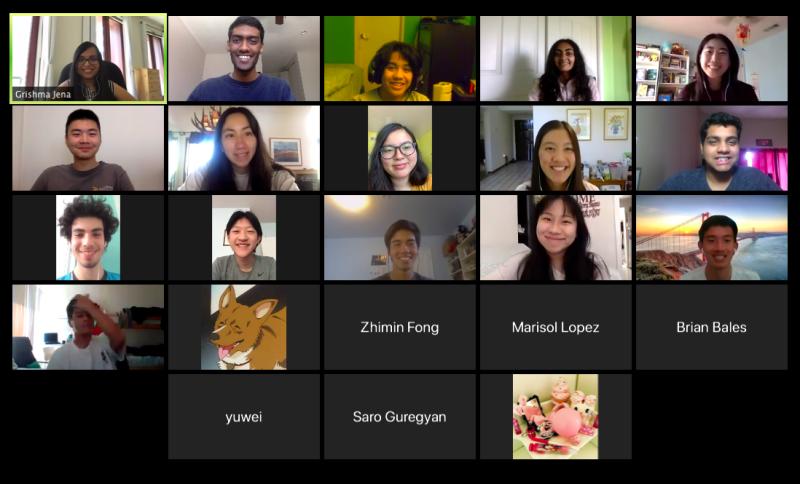 Grishma Jena
Zhimin Fong
Marisol Lopez
Brian Bales
yuwei
Saro Guregyan